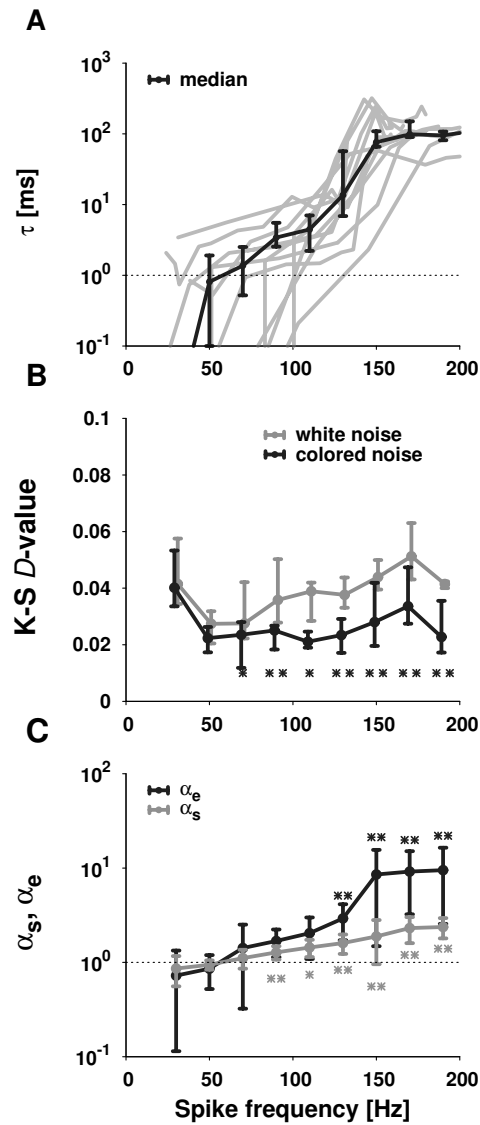 A
10³
median
10²
10¹
10⁰
10⁻¹
τ [ms]
0 50 100 150 200
B
0.1
white noise
colored noise
0.08
0.06
0.04
0.02
0
K-S D-value
* ** * ** ** ** **
0 50 100 150 200
C
10²
αₑ
αₛ
** ** **
10¹
10⁰
** * ** ** ** **
10⁻¹
αₛ, αₑ
0 50 100 150 200
Spike frequency [Hz]